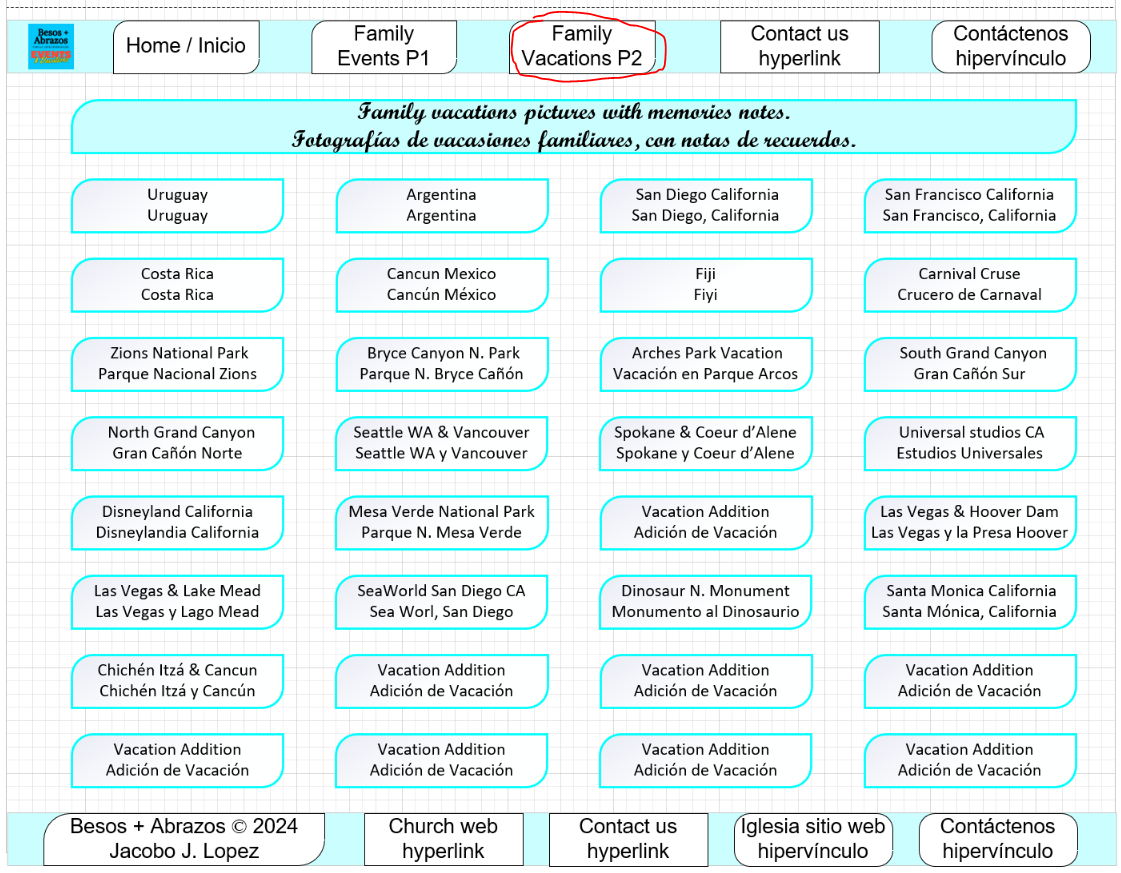 Besos +
Abrazos
EVENTS
Home / Inicio
Family
Events P1
Family
Vacations P2
Contact us
hyperlink
Contáctenos
hipervínculo
Family vacations pictures with memories notes.
Fotografías de vacasiones familiares, con notas de recuerdos.
Uruguay
Uruguay
Argentina
Argentina
San Diego California
San Diego, California
San Francisco California
San Francisco, California
Costa Rica
Costa Rica
Cancun Mexico
Cancún México
Fiji
Fiyi
Carnival Cruse
Crucero de Carnaval
Zions National Park
Parque Nacional Zions
Bryce Canyon N. Park
Parque N. Bryce Cañón
Arches Park Vacation
Vacación en Parque Arcos
South Grand Canyon
Gran Cañón Sur
North Grand Canyon
Gran Cañón Norte
Seattle WA & Vancouver
Seattle WA y Vancouver
Spokane & Coeur d’Alene
Spokane y Coeur d’Alene
Universal studios CA
Estudios Universales
Disneyland California
Disneylandia California
Mesa Verde National Park
Parque N. Mesa Verde
Vacation Addition
Adición de Vacación
Las Vegas & Hoover Dam
Las Vegas y la Presa Hoover
Las Vegas & Lake Mead
Las Vegas y Lago Mead
SeaWorld San Diego CA
Sea Worl, San Diego
Dinosaur N. Monument
Monumento al Dinosaurio
Santa Monica California
Santa Mónica, California
Chichén Itzá & Cancun
Chichén Itzá y Cancún
Vacation Addition
Adición de Vacación
Vacation Addition
Adición de Vacación
Vacation Addition
Adición de Vacación
Vacation Addition
Adición de Vacación
Vacation Addition
Adición de Vacación
Vacation Addition
Adición de Vacación
Vacation Addition
Adición de Vacación
Besos + Abrazos © 2024
Jacobo J. Lopez
Church web
hyperlink
Contact us
hyperlink
Iglesia sitio web
hipervínculo
Contáctenos
hipervínculo